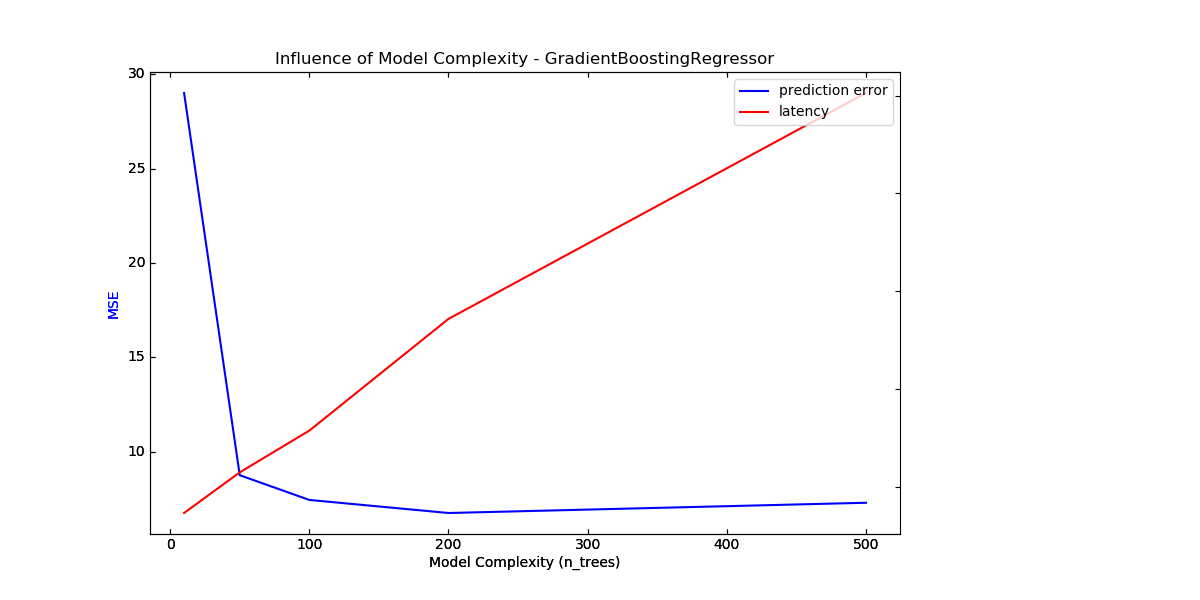 Influence of Model Complexity - GradientBoostingRegressor
prediction error
latency
30
25
20
15
10
MSE
0 100 200 300 400 500
Model Complexity (n_trees)